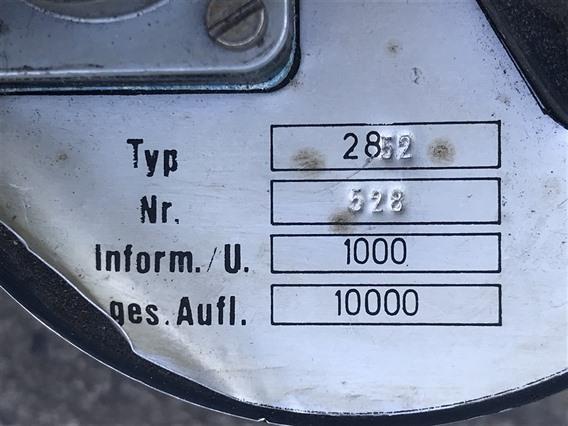 Typ 2852
Nr. 528
Inform./U. 1000
ges. Aufl. 10000